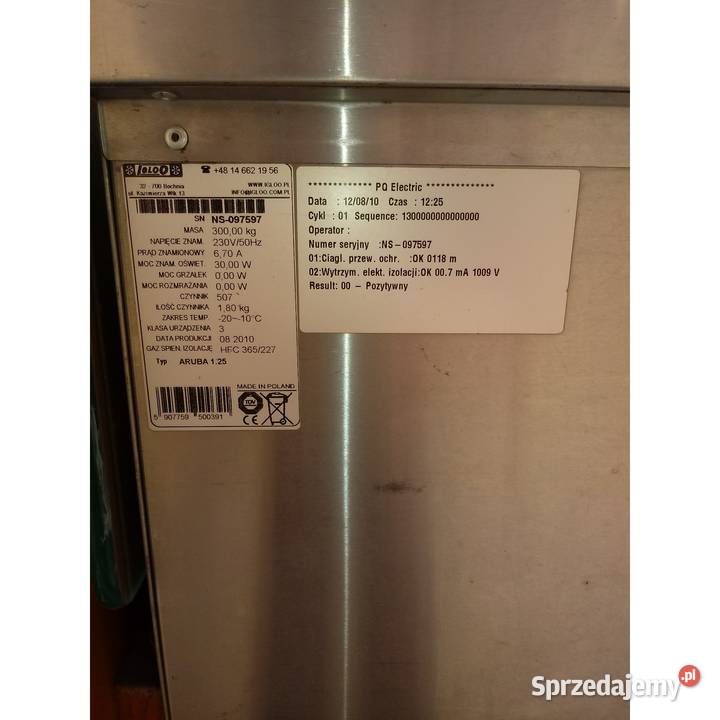 IGLOO ☎ +48 14 662 19 56
32 - 700 Bochnia WWW.IGLOO.PL
ul. Kazimierza Wlk 13 INFO@IGLOO.COM.PL
SN NS-097597
MASA 300,00 kg
NAPIĘCIE ZNAM. 230V/50Hz
PRĄD ZNAMIONOWY 6,70 A
MOC ZNAM. OŚWIET. 30,00 W
MOC GRZAŁEK 0,00 W
MOC ROZMRAŻANIA 0,00 W
CZYNNIK 507
ILOŚĆ CZYNNIKA 1,80 kg
ZAKRES TEMP. -20~-10°C
KLASA URZĄDZENIA 3
DATA PRODUKCJI 08 2010
GAZ SPIEN. IZOLACJĘ HFC 365/227
Typ ARUBA 1.25
MADE IN POLAND
TÜV
CE
5 907759 500391
************* PQ Electric **************
Data : 12/08/10 Czas : 12:25
Cykl : 01 Sequence: 1300000000000000
Operator :
Numer seryjny :NS-097597
01:Ciagl. przew. ochr. :OK 0118 m
02:Wytrzym. elekt. izolacji:OK 00.7 mA 1009 V
Result: 00 - Pozytywny
Sprzedajemy.pl